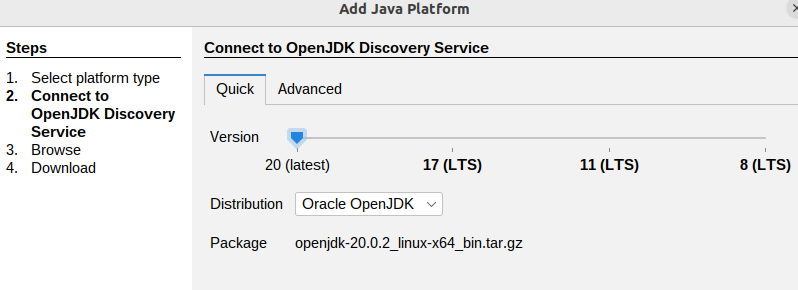 Add Java Platform
Steps
1. Select platform type
2. Connect to
OpenJDK Discovery
Service
3. Browse
4. Download
Connect to OpenJDK Discovery Service
Quick Advanced
Version
20 (latest) 17 (LTS) 11 (LTS) 8 (LTS)
Distribution Oracle OpenJDK
Package openjdk-20.0.2_linux-x64_bin.tar.gz